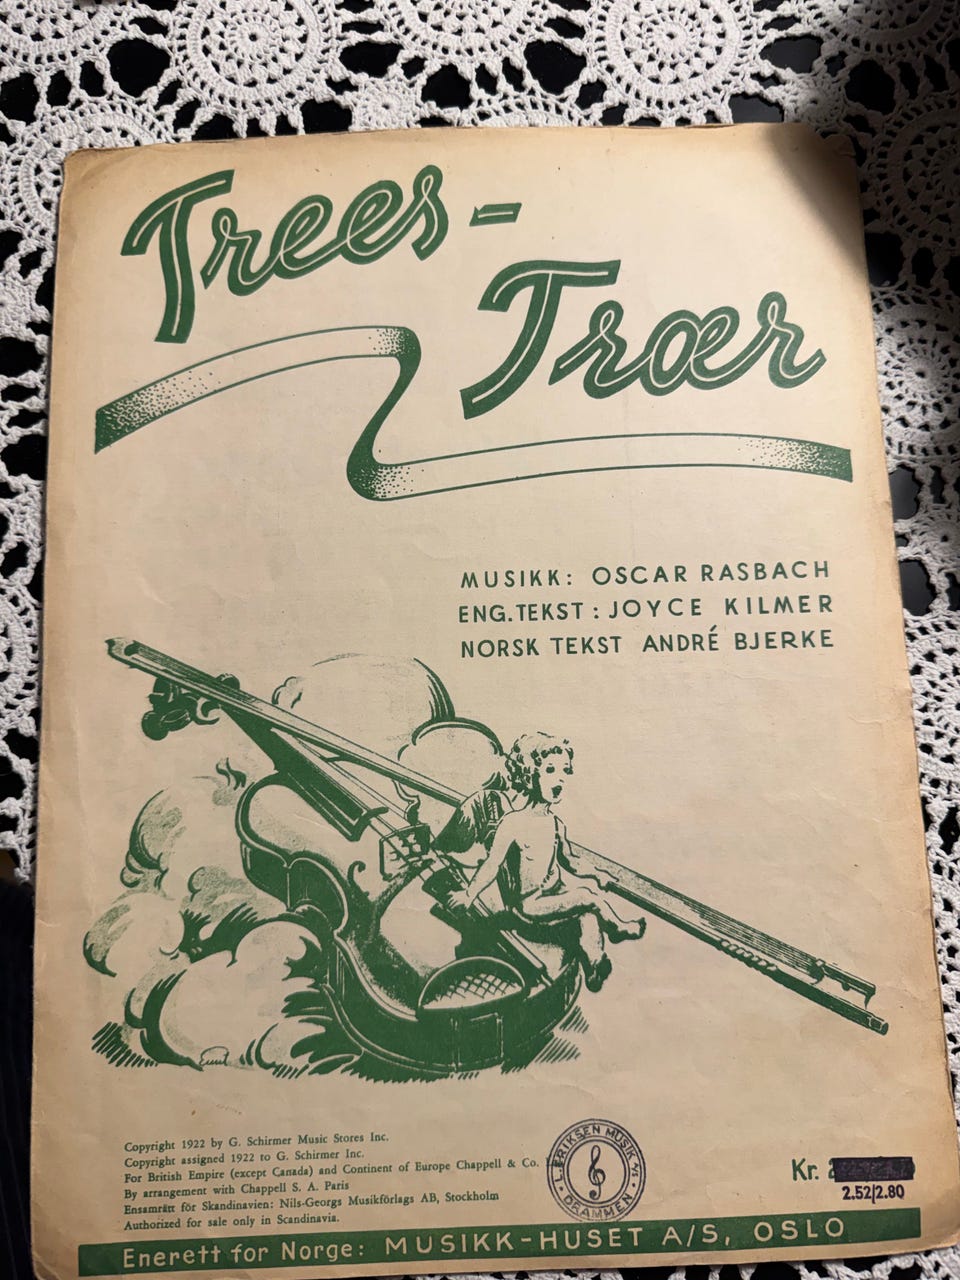 Trees -
Trær
MUSIKK: OSCAR RASBACH
ENG. TEKST: JOYCE KILMER
NORSK TEKST ANDRÉ BJERKE
Copyright 1922 by G. Schirmer Music Stores Inc.
Copyright assigned 1922 to G. Schirmer Inc.
For British Empire (except Canada) and Continent of Europe Chappell & Co.
By arrangement with Chappell S. A. Paris
Ensamrätt för Skandinavien: Nils-Georgs Musikförlags AB, Stockholm
Authorized for sale only in Scandinavia.
ERIKSEN MUSIK A/S
DRAMMEN
Kr.
2.52/2.80
Enerett for Norge: MUSIKK-HUSET A/S, OSLO